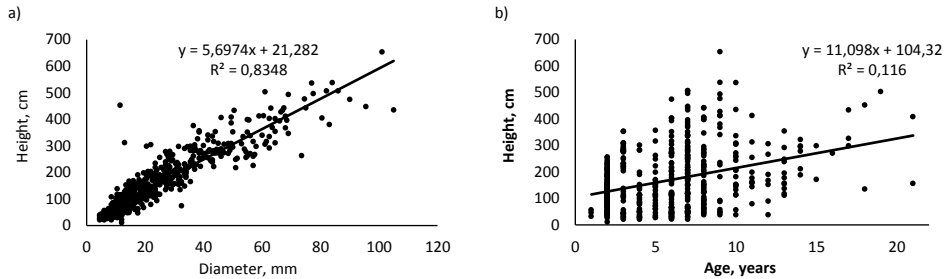 a)
y = 5,6974x + 21,282
R² = 0,8348
700
600
500
400
300
200
100
0
Height, cm
0 20 40 60 80 100 120
Diameter, mm
b)
y = 11,098x + 104,32
R² = 0,116
700
600
500
400
300
200
100
0
Height, cm
0 5 10 15 20
Age, years